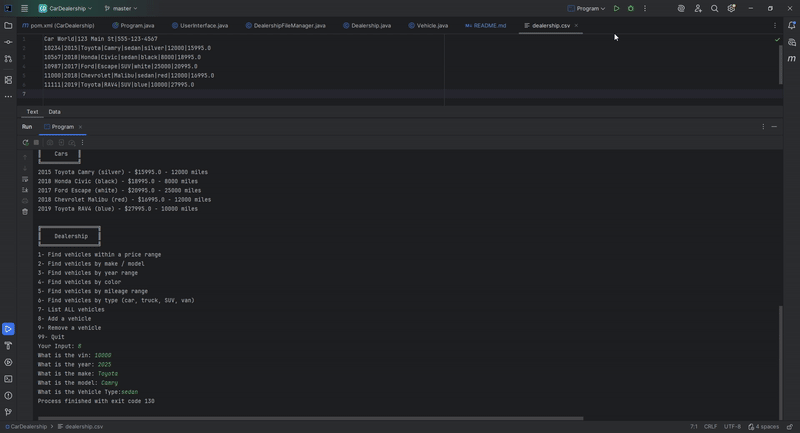 CD CarDealership master Program
pom.xml (CarDealership) Program.java UserInterface.java DealershipFileManager.java Dealership.java Vehicle.java README.md dealership.csv
1 Car World|123 Main St|555-123-4567
2 10234|2015|Toyota|Camry|sedan|silver|12000|15995.0
3 10567|2018|Honda|Civic|sedan|black|8000|18995.0
4 10987|2017|Ford|Escape|SUV|white|25000|20995.0
5 11000|2018|Chevrolet|Malibu|sedan|red|12000|16995.0
6 11111|2019|Toyota|RAV4|SUV|blue|10000|27995.0
7
Text Data
Run Program
Cars
2015 Toyota Camry (silver) - $15995.0 - 12000 miles
2018 Honda Civic (black) - $18995.0 - 8000 miles
2017 Ford Escape (white) - $20995.0 - 25000 miles
2018 Chevrolet Malibu (red) - $16995.0 - 12000 miles
2019 Toyota RAV4 (blue) - $27995.0 - 10000 miles
Dealership
1- Find vehicles within a price range
2- Find vehicles by make / model
3- Find vehicles by year range
4- Find vehicles by color
5- Find vehicles by mileage range
6- Find vehicles by type (car, truck, SUV, van)
7- List ALL vehicles
8- Add a vehicle
9- Remove a vehicle
99- Quit
Your Input: 8
What is the vin: 10000
What is the year: 2025
What is the make: Toyota
What is the model: Camry
What is the Vehicle Type:sedan
Process finished with exit code 130
CarDealership > dealership.csv 7:1 CRLF UTF-8 4 spaces